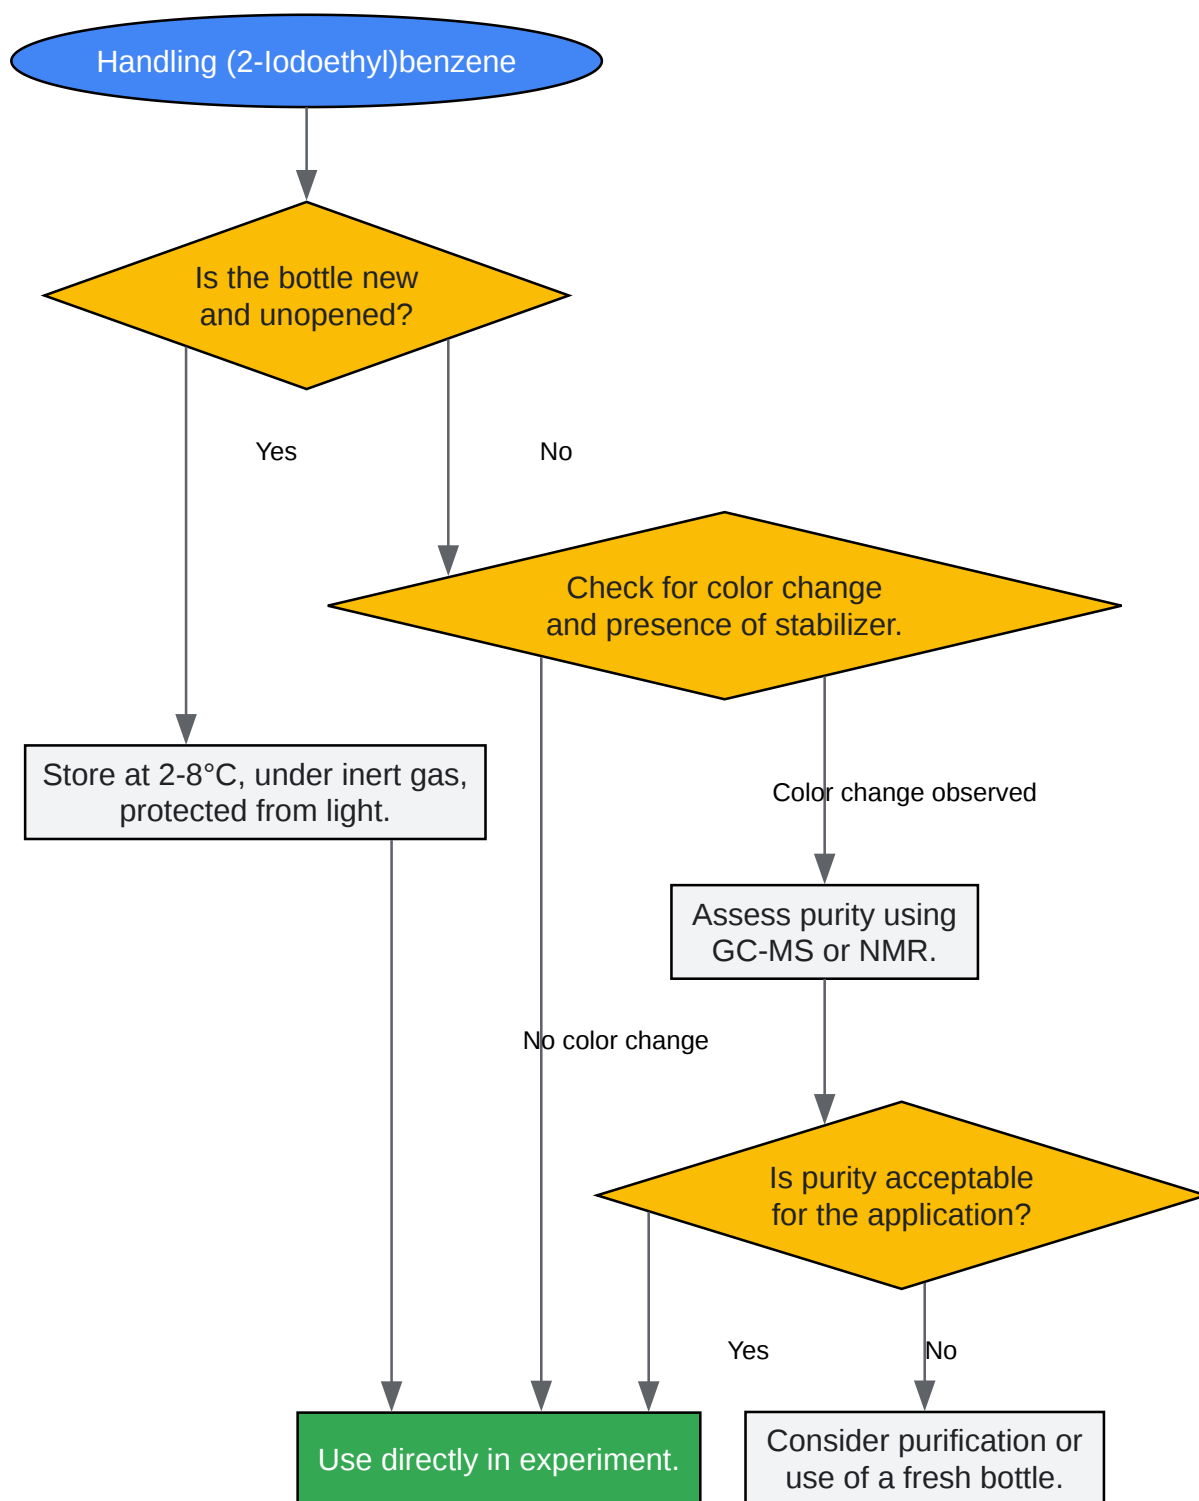 Handling (2-Iodoethyl)benzene
Is the bottle new
and unopened?
Yes
No
Check for color change
and presence of stabilizer.
Store at 2-8°C, under inert gas,
protected from light.
Color change observed
Assess purity using
GC-MS or NMR.
No color change
Is purity acceptable
for the application?
Yes
No
Use directly in experiment.
Consider purification or
use of a fresh bottle.